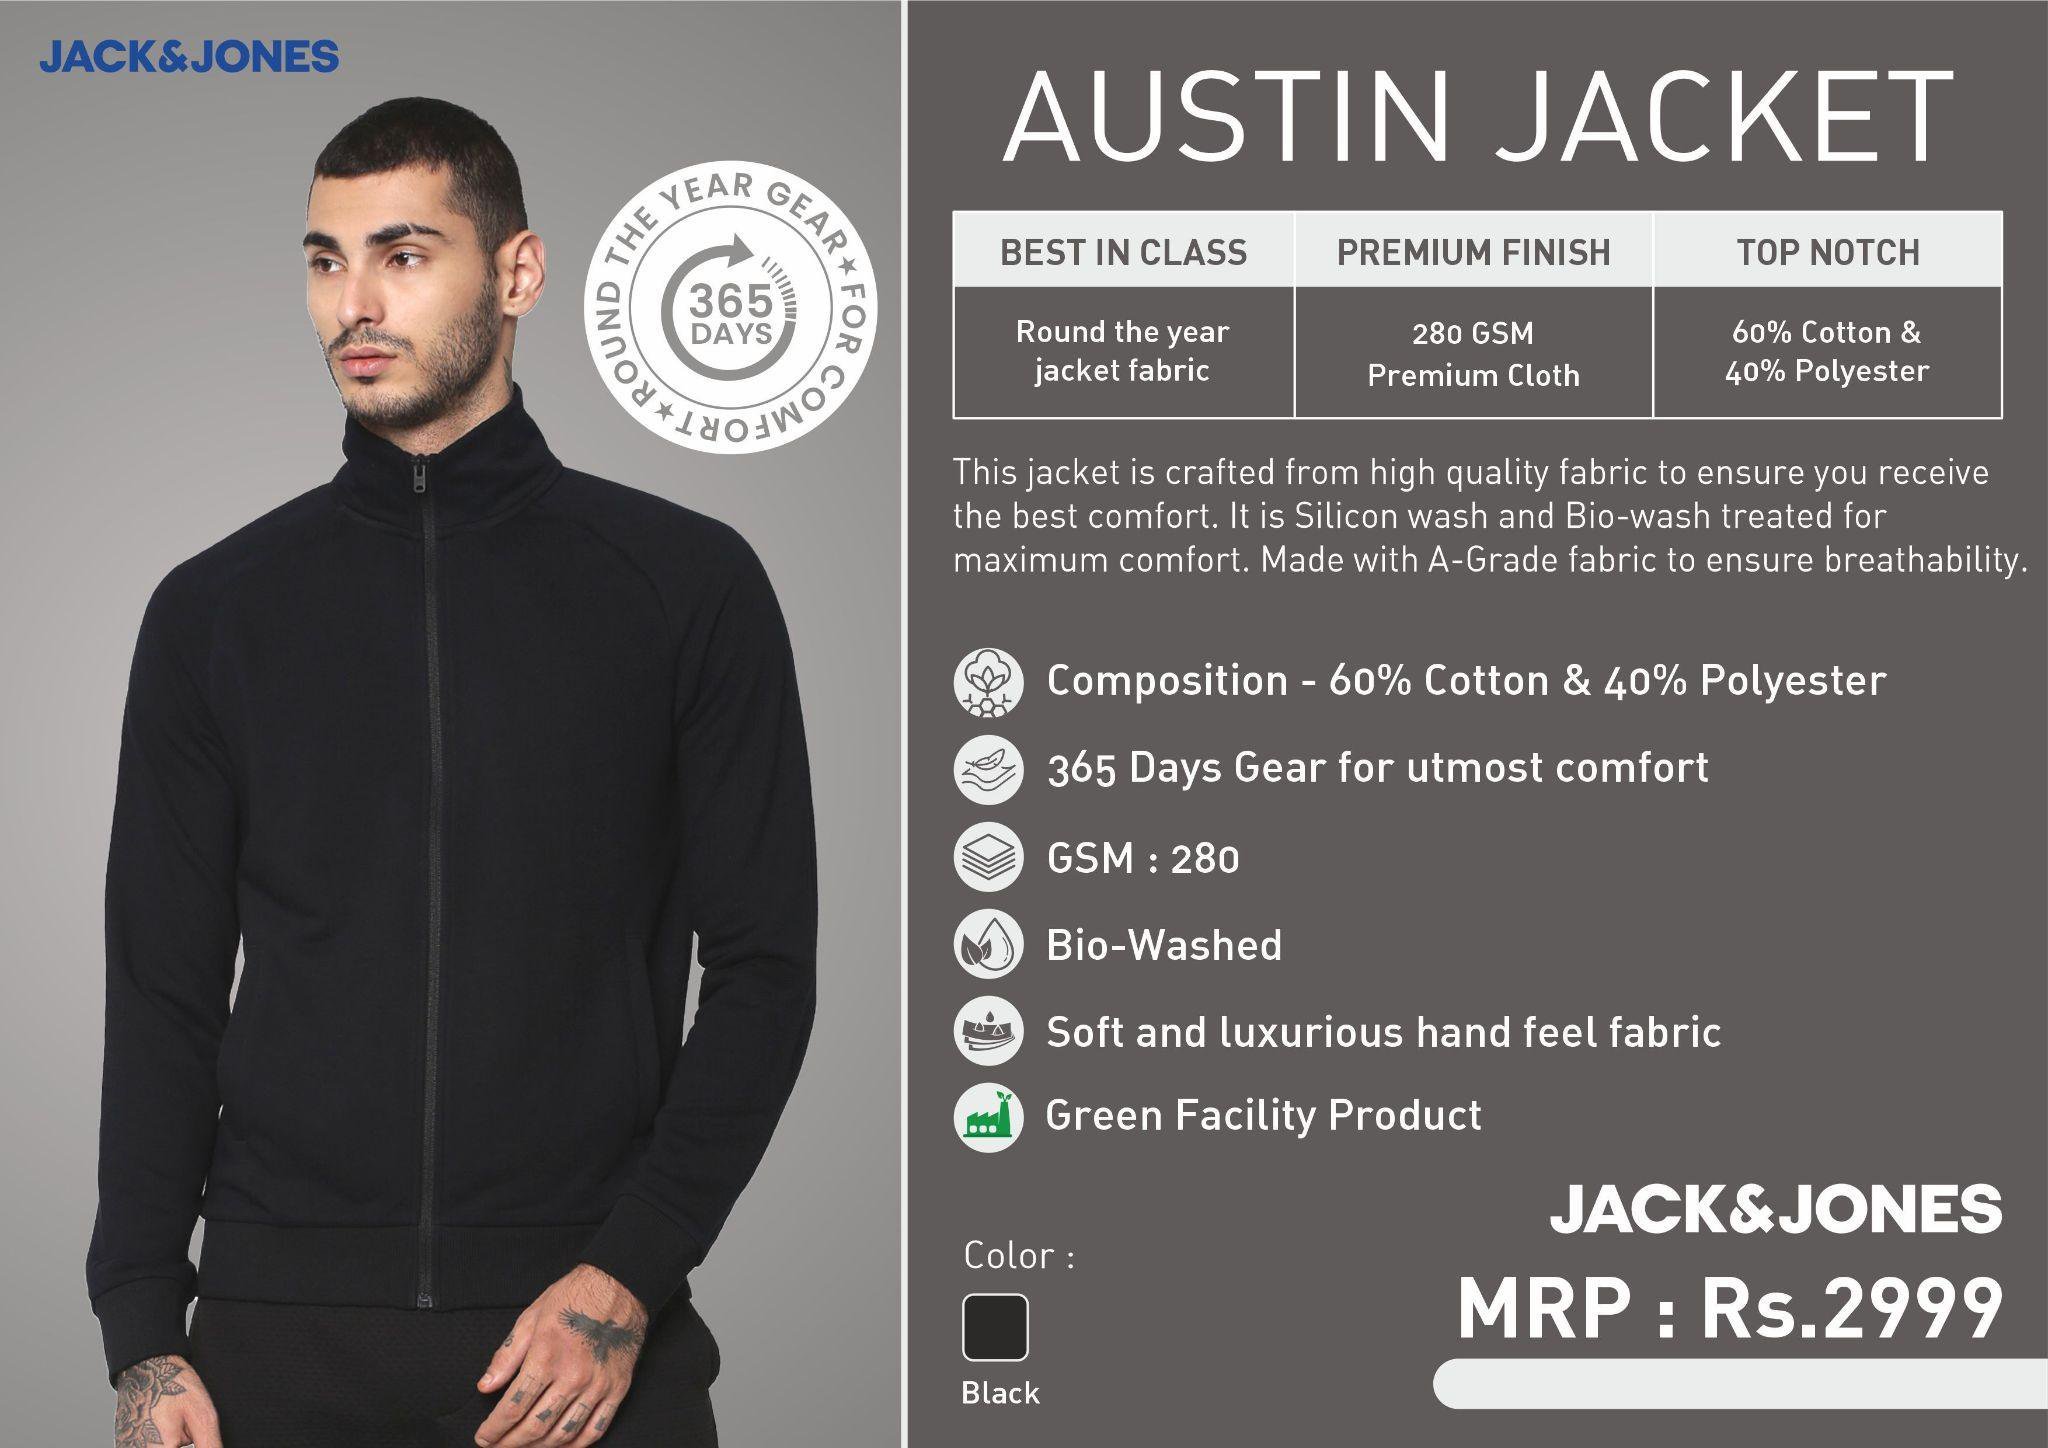 JACK&JONES
ROUND THE YEAR GEAR★FOR COMFORT★
365
DAYS
AUSTIN JACKET
BEST IN CLASS
PREMIUM FINISH
TOP NOTCH
Round the year
jacket fabric
280 GSM
Premium Cloth
60% Cotton &
40% Polyester
This jacket is crafted from high quality fabric to ensure you receive
the best comfort. It is Silicon wash and Bio-wash treated for
maximum comfort. Made with A-Grade fabric to ensure breathability.
Composition - 60% Cotton & 40% Polyester
365 Days Gear for utmost comfort
GSM : 280
Bio-Washed
Soft and luxurious hand feel fabric
Green Facility Product
JACK&JONES
MRP : Rs.2999
Color :
Black